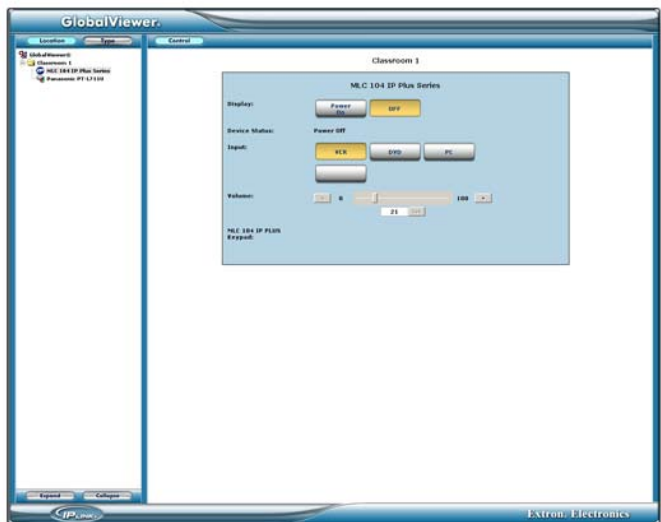 GlobalViewer®
Location Type Control
GlobalViewer®
Classroom 1
MLC 104 IP Plus Series
Panasonic PT-L711U
Classroom 1
MLC 104 IP Plus Series
Display: Power On OFF
Device Status: Power Off
Input: VCR DVD PC
Volume: 0 100
21 Set
MLC 104 IP PLUS
Keypad:
Expand Collapse
IP LINK Extron. Electronics